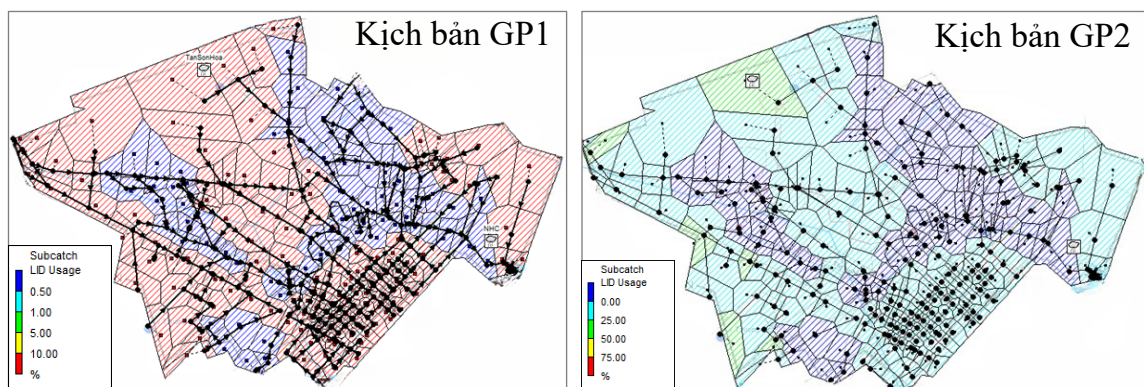 Kịch bản GP1
TanSonHoa
NHC
Subcatch
LID Usage
0.50
1.00
5.00
10.00
%
Kịch bản GP2
Subcatch
LID Usage
0.00
25.00
50.00
75.00
%